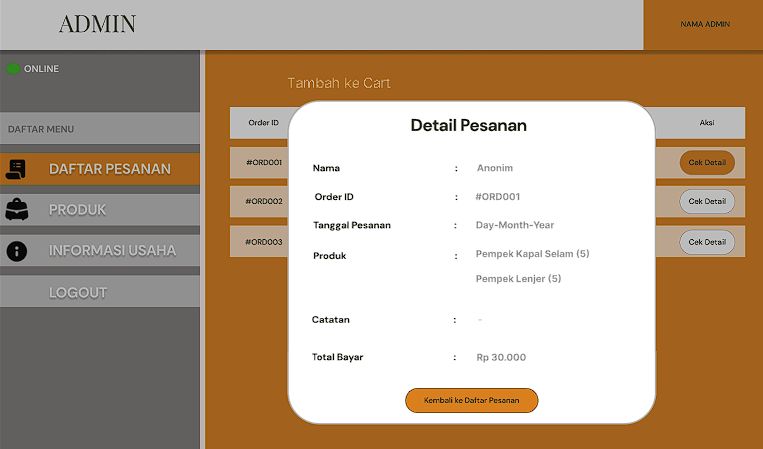 ADMIN
NAMA ADMIN
ONLINE
DAFTAR MENU
DAFTAR PESANAN
PRODUK
INFORMASI USAHA
LOGOUT
Tambah ke Cart
Order ID
Aksi
#ORD001
Cek Detail
#ORD002
Cek Detail
#ORD003
Cek Detail
Detail Pesanan
Nama : Anonim
Order ID : #ORD001
Tanggal Pesanan : Day-Month-Year
Produk : Pempek Kapal Selam (5)
Pempek Lenjer (5)
Catatan : -
Total Bayar : Rp 30.000
Kembali ke Daftar Pesanan